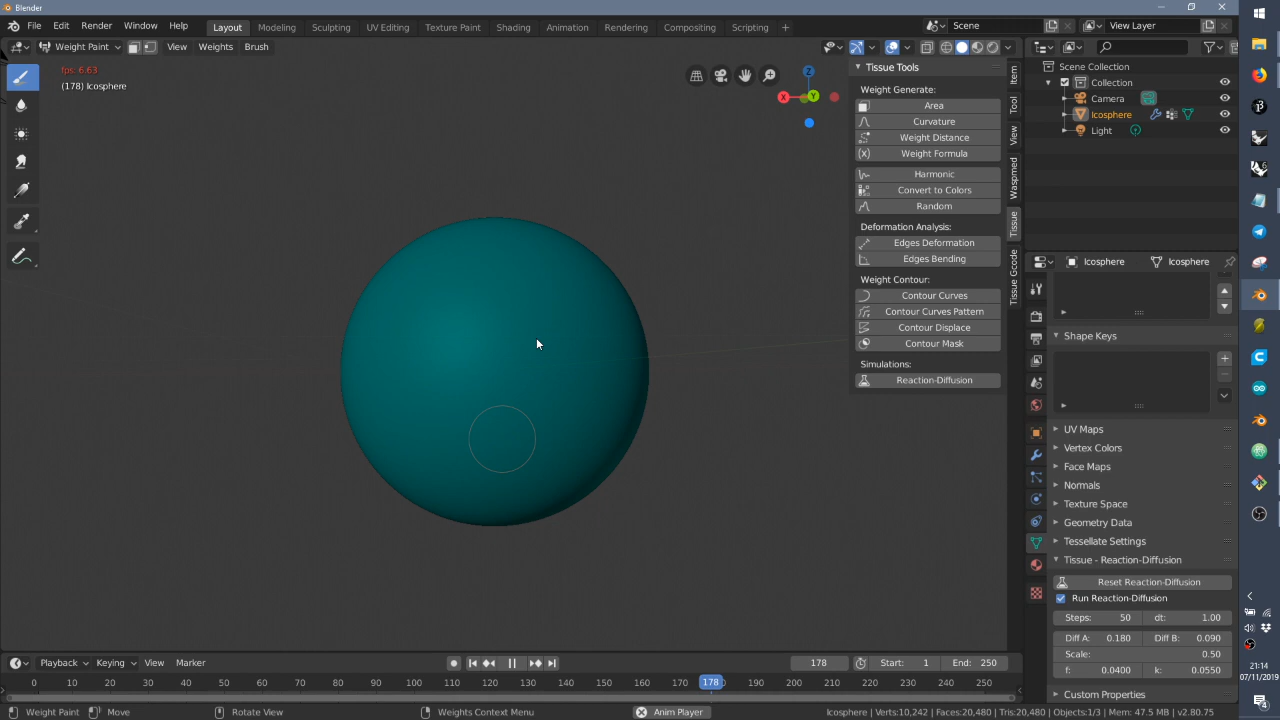 Blender
File Edit Render Window Help
Layout Modeling Sculpting UV Editing Texture Paint Shading Animation Rendering Compositing Scripting +
Scene
View Layer
Weight Paint View Weights Brush
fps: 6.63
(178) Icosphere
Z
X
Y
Tissue Tools
Weight Generate:
Area
Curvature
Weight Distance
Weight Formula
Harmonic
Convert to Colors
Random
Deformation Analysis:
Edges Deformation
Edges Bending
Weight Contour:
Contour Curves
Contour Curves Pattern
Contour Displace
Contour Mask
Simulations:
Reaction-Diffusion
Item
Tool
View
Waspmed
Tissue
Tissue Gcode
Scene Collection
Collection
Camera
Icosphere
Light
Icosphere Icosphere
Shape Keys
UV Maps
Vertex Colors
Face Maps
Normals
Texture Space
Geometry Data
Tessellate Settings
Tissue - Reaction-Diffusion
Reset Reaction-Diffusion
Run Reaction-Diffusion
Steps: 50 dt: 1.00
Diff A: 0.180 Diff B: 0.090
Scale: 0.50
f: 0.0400 k: 0.0550
Custom Properties
Playback Keying View Marker
178 Start: 1 End: 250
0 10 20 30 40 50 60 70 80 90 100 110 120 130 140 150 160 170 178 190 200 210 220 230 240 250
Weight Paint Move Rotate View Weights Context Menu Anim Player
Icosphere | Verts:10,242 | Faces:20,480 | Tris:20,480 | Objects:1/3 | Mem: 47.5 MB | v2.80.75
21:14
07/11/2019
4